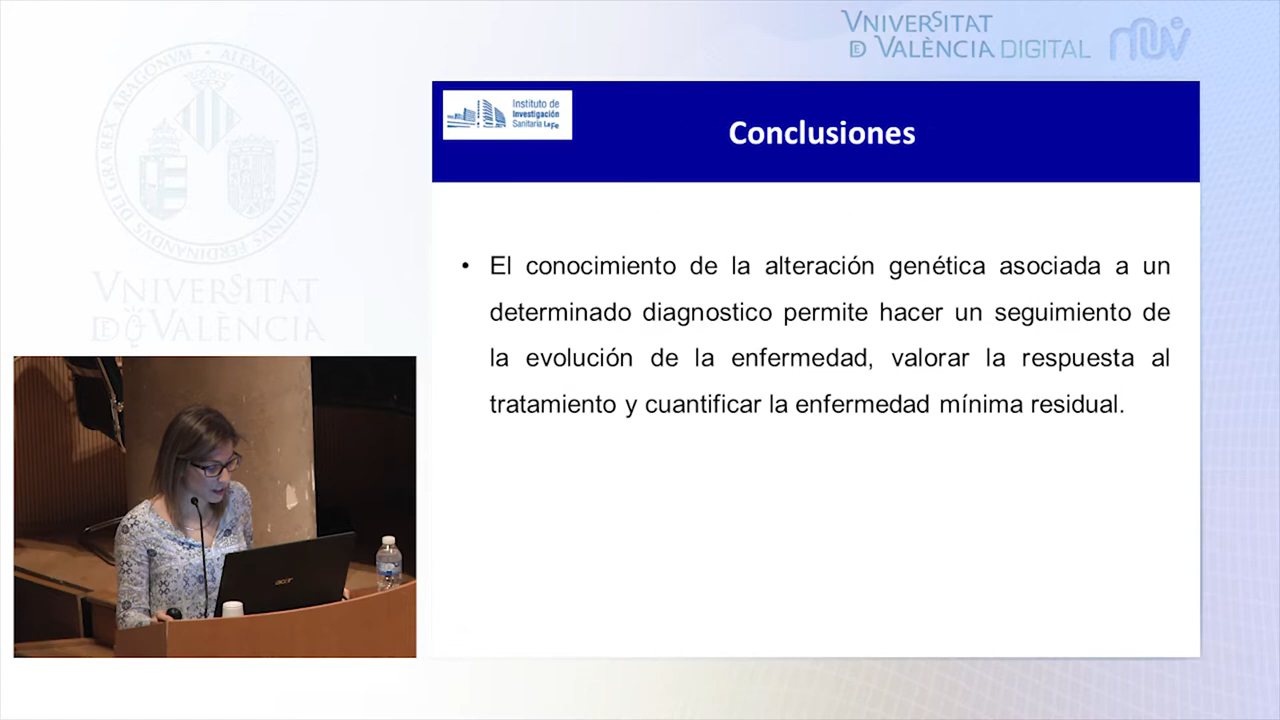 VNIVERSITAT
DE VALÈNCIA DIGITAL
Instituto de
Investigación
Sanitaria La Fe
Conclusiones
• El conocimiento de la alteración genética asociada a un
determinado diagnostico permite hacer un seguimiento de
la evolución de la enfermedad, valorar la respuesta al
tratamiento y cuantificar la enfermedad mínima residual.
VNIVERSITAT
DE VALÈNCIA
acer